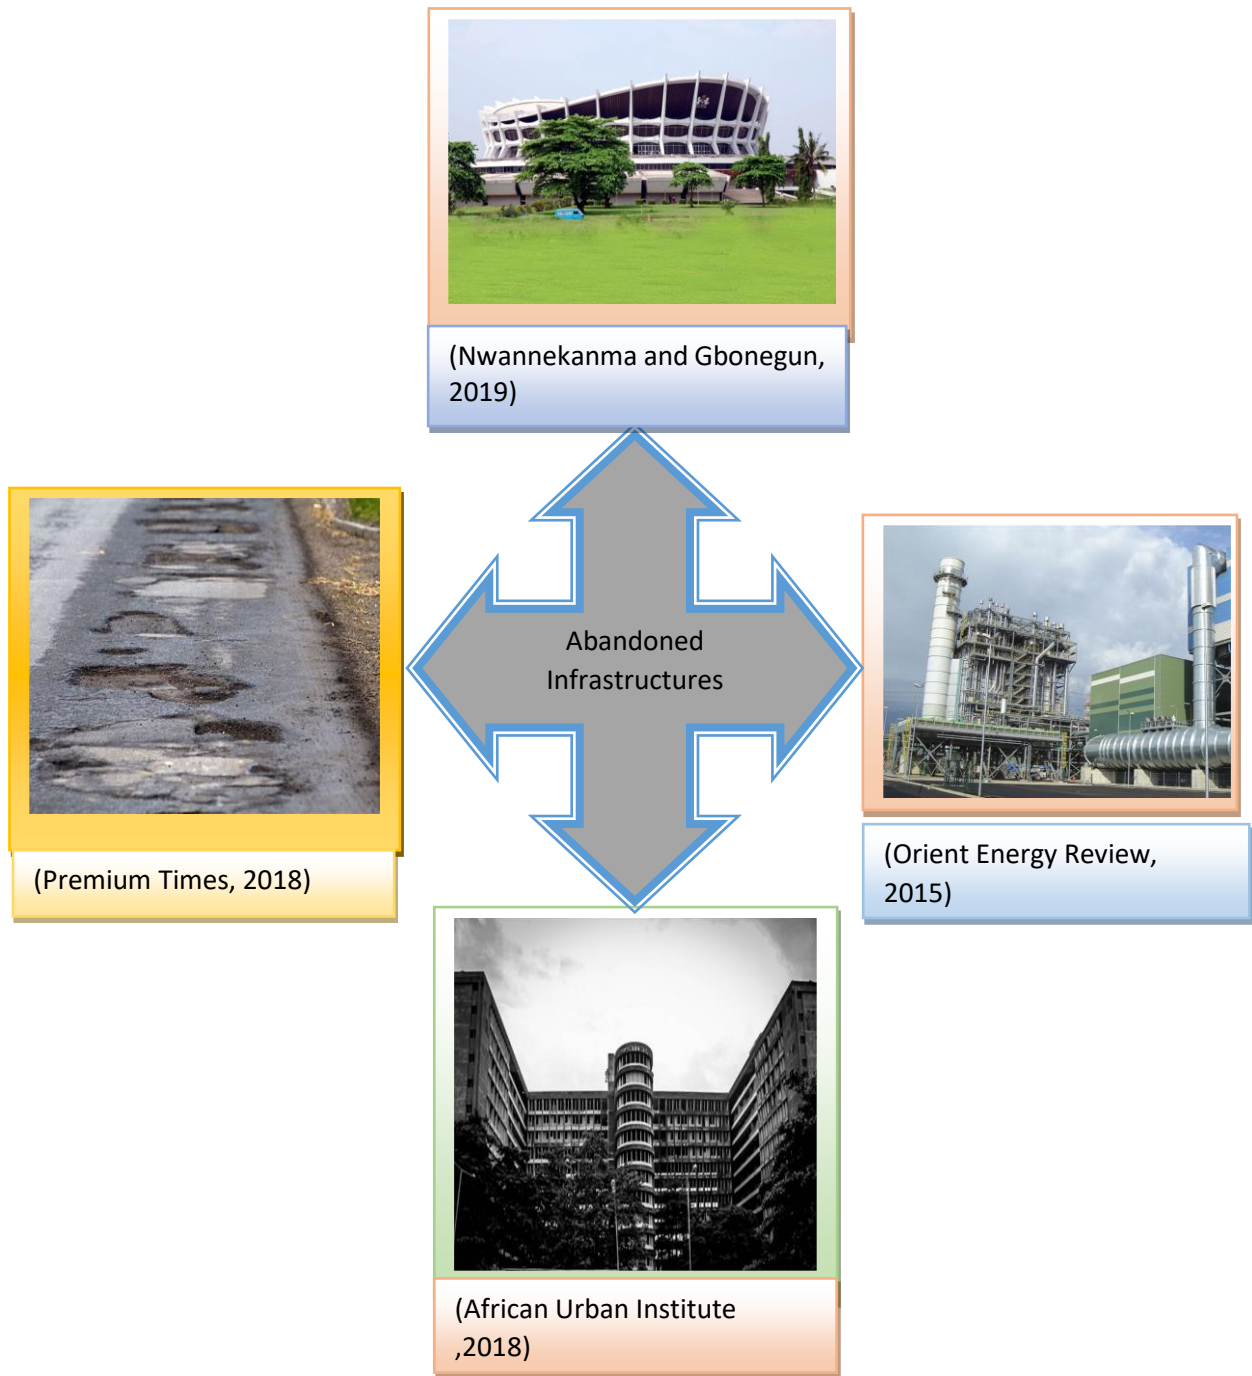 (Nwannekanma and Gbonegun,
2019)
Abandoned
Infrastructures
(Premium Times, 2018)
(Orient Energy Review,
2015)
(African Urban Institute
,2018)